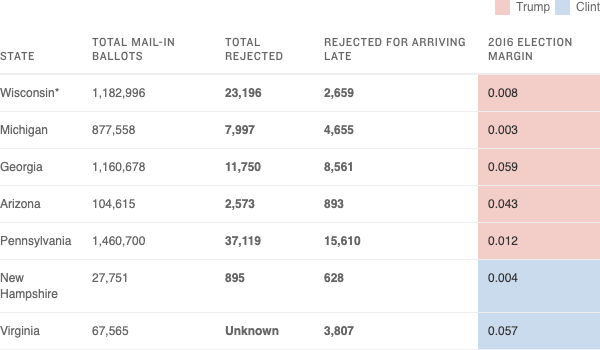 Trump Clint
STATE TOTAL MAIL-IN BALLOTS TOTAL REJECTED REJECTED FOR ARRIVING LATE 2016 ELECTION MARGIN
Wisconsin* 1,182,996 23,196 2,659 0.008
Michigan 877,558 7,997 4,655 0.003
Georgia 1,160,678 11,750 8,561 0.059
Arizona 104,615 2,573 893 0.043
Pennsylvania 1,460,700 37,119 15,610 0.012
New Hampshire 27,751 895 628 0.004
Virginia 67,565 Unknown 3,807 0.057